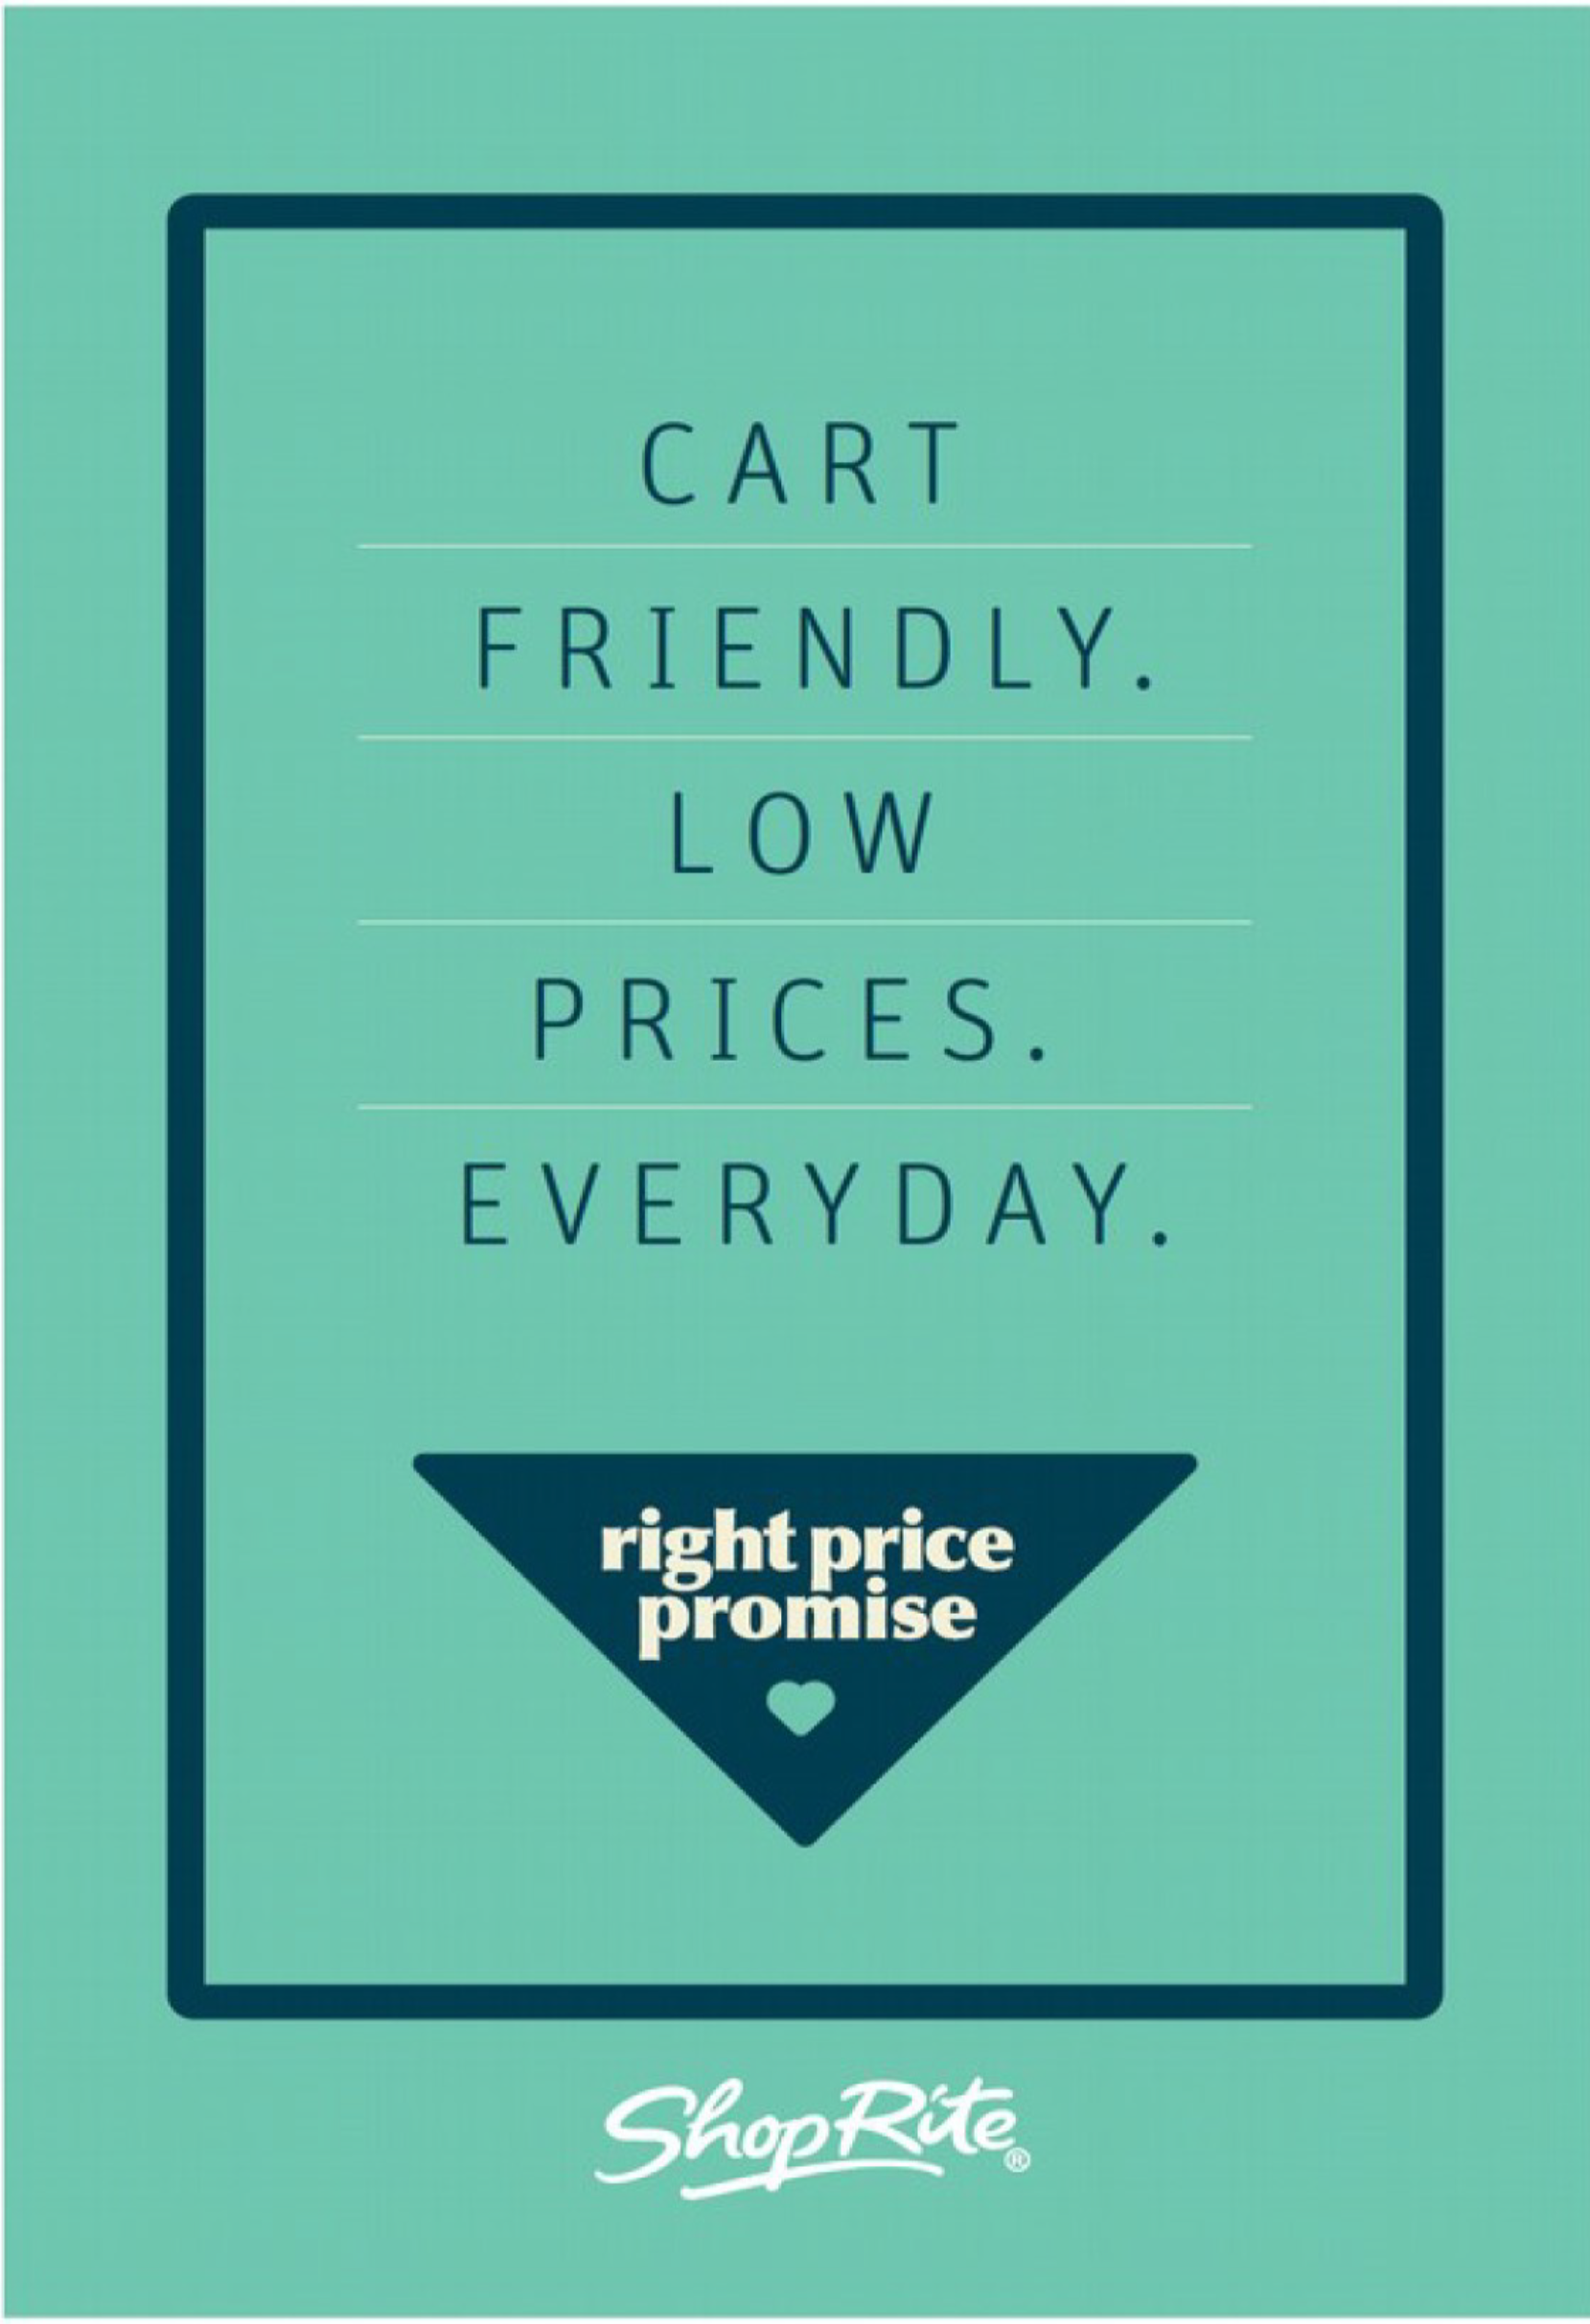 CART
FRIENDLY.
LOW
PRICES.
EVERYDAY.
right price
promise
ShopRite®